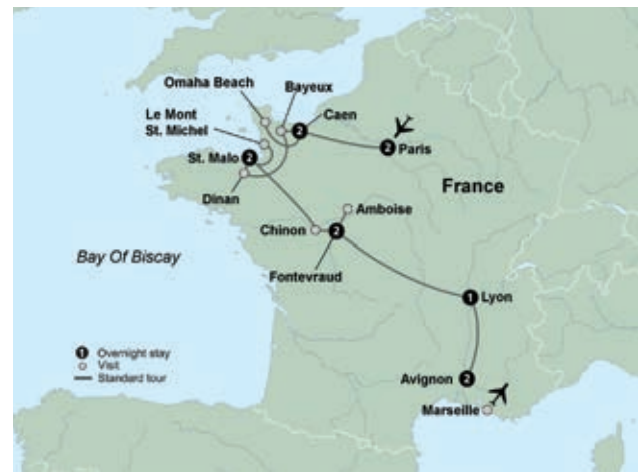 Omaha Beach
Bayeux
Le Mont
St. Michel
Caen
2
2
Paris
St. Malo
2
Dinan
France
Amboise
Chinon
2
Fontevraud
Bay Of Biscay
1
Lyon
1 Overnight stay
Visit
Standard tour
Avignon
2
Marseille